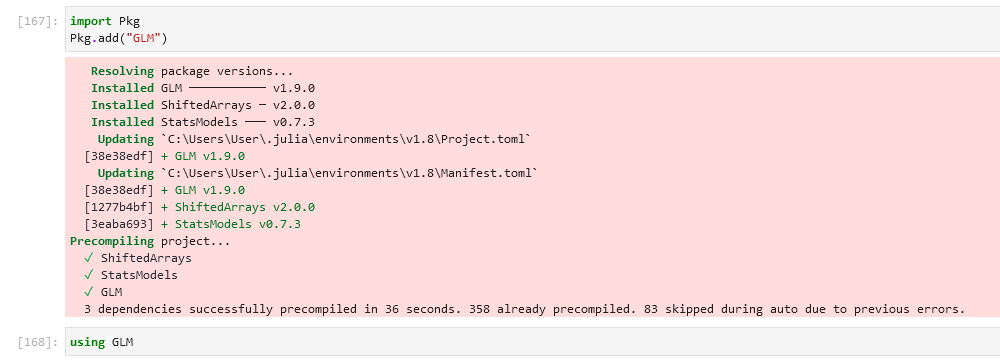 [167]: import Pkg
Pkg.add("GLM")
Resolving package versions...
Installed GLM ─────────── v1.9.0
Installed ShiftedArrays ─ v2.0.0
Installed StatsModels ─── v0.7.3
Updating `C:\Users\User\.julia\environments\v1.8\Project.toml`
[38e38edf] + GLM v1.9.0
Updating `C:\Users\User\.julia\environments\v1.8\Manifest.toml`
[38e38edf] + GLM v1.9.0
[1277b4bf] + ShiftedArrays v2.0.0
[3eaba693] + StatsModels v0.7.3
Precompiling project...
✓ ShiftedArrays
✓ StatsModels
✓ GLM
3 dependencies successfully precompiled in 36 seconds. 358 already precompiled. 83 skipped during auto due to previous errors.
[168]: using GLM